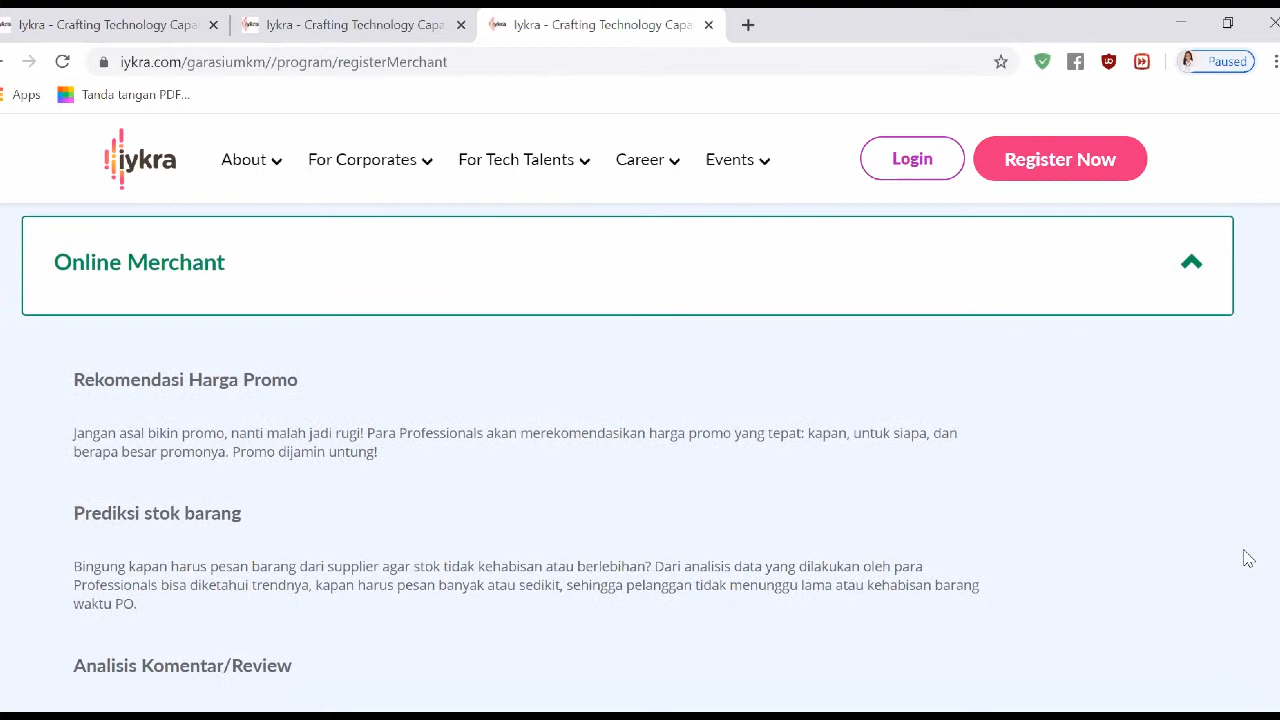 Iykra - Crafting Technology Capa
Iykra - Crafting Technology Capa
Iykra - Crafting Technology Capa
iykra.com/garasiumkm//program/registerMerchant
Paused
Apps
Tanda tangan PDF...
iykra
About
For Corporates
For Tech Talents
Career
Events
Login
Register Now
Online Merchant
Rekomendasi Harga Promo
Jangan asal bikin promo, nanti malah jadi rugi! Para Professionals akan merekomendasikan harga promo yang tepat: kapan, untuk siapa, dan
berapa besar promonya. Promo dijamin untung!
Prediksi stok barang
Bingung kapan harus pesan barang dari supplier agar stok tidak kehabisan atau berlebihan? Dari analisis data yang dilakukan oleh para
Professionals bisa diketahui trendnya, kapan harus pesan banyak atau sedikit, sehingga pelanggan tidak menunggu lama atau kehabisan barang
waktu PO.
Analisis Komentar/Review